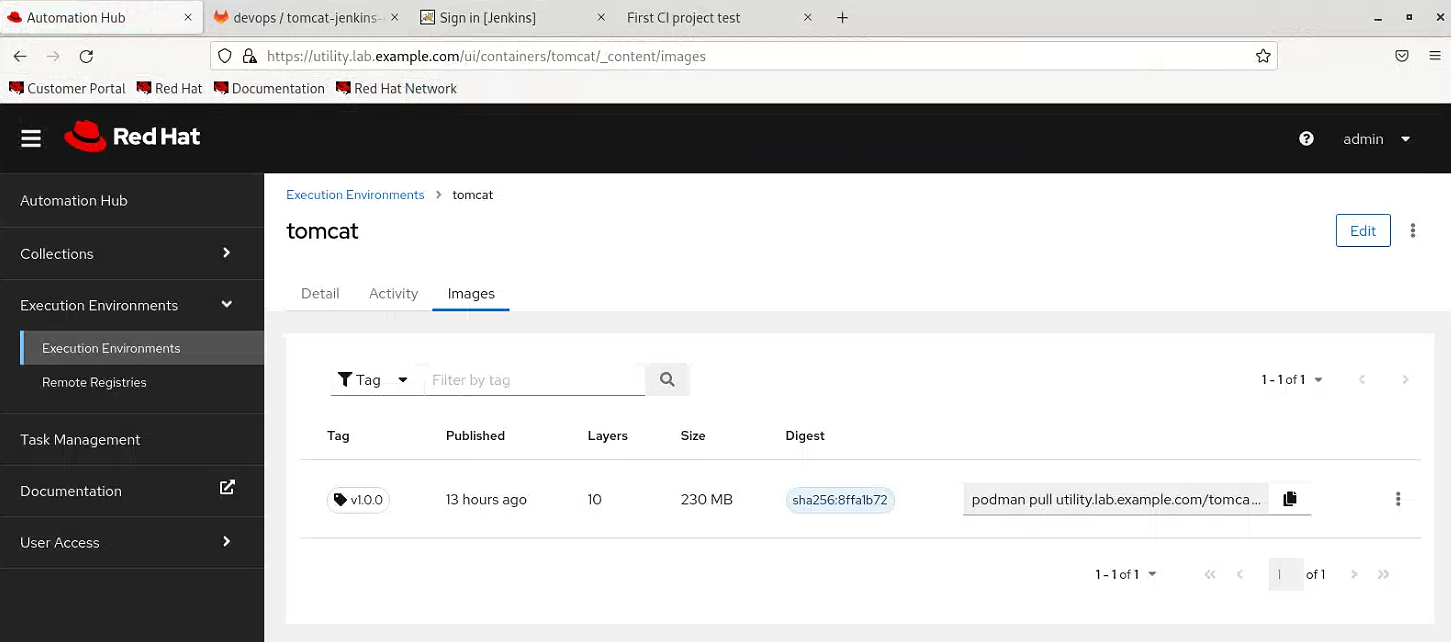 Automation Hub
devops / tomcat-jenkins-
Sign in [Jenkins]
First CI project test
https://utility.lab.example.com/ui/containers/tomcat/_content/images
Customer Portal Red Hat Documentation Red Hat Network
Red Hat
admin
Automation Hub
Collections
Execution Environments
Execution Environments
Remote Registries
Task Management
Documentation
User Access
Execution Environments > tomcat
tomcat
Edit
Detail Activity Images
Tag Filter by tag 1 - 1 of 1
Tag Published Layers Size Digest
v1.0.0 13 hours ago 10 230 MB sha256:8ffa1b72 podman pull utility.lab.example.com/tomca...
1 - 1 of 1 1 of 1